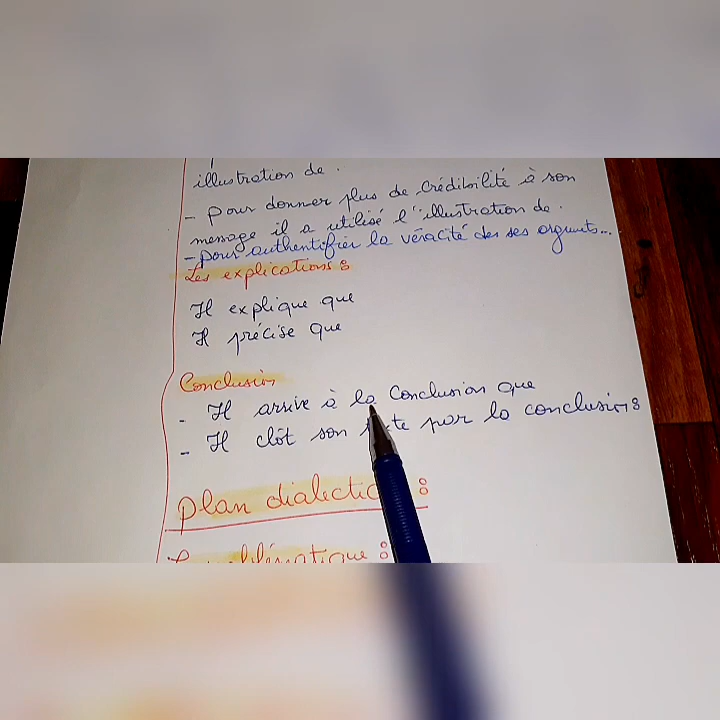 illustration de .
- pour donner plus de crédibilité à son
message il a utilisé l'illustration de .
- pour authentifier la véracité des ses arguments...
Les explications :
Il explique que
Il précise que
Conclusion
- Il arrive à la Conclusion que
- Il clôt son par la conclusion :
plan dialectic :